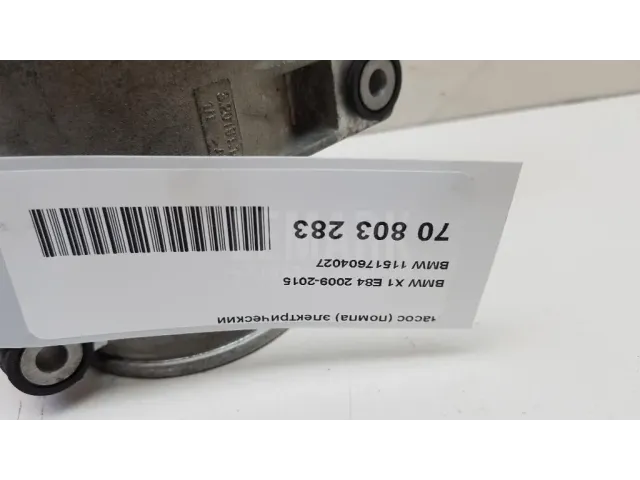 насос (помпа) электрический
BMW X1 E84 2009-2015
BMW 11517604027
70 803 283